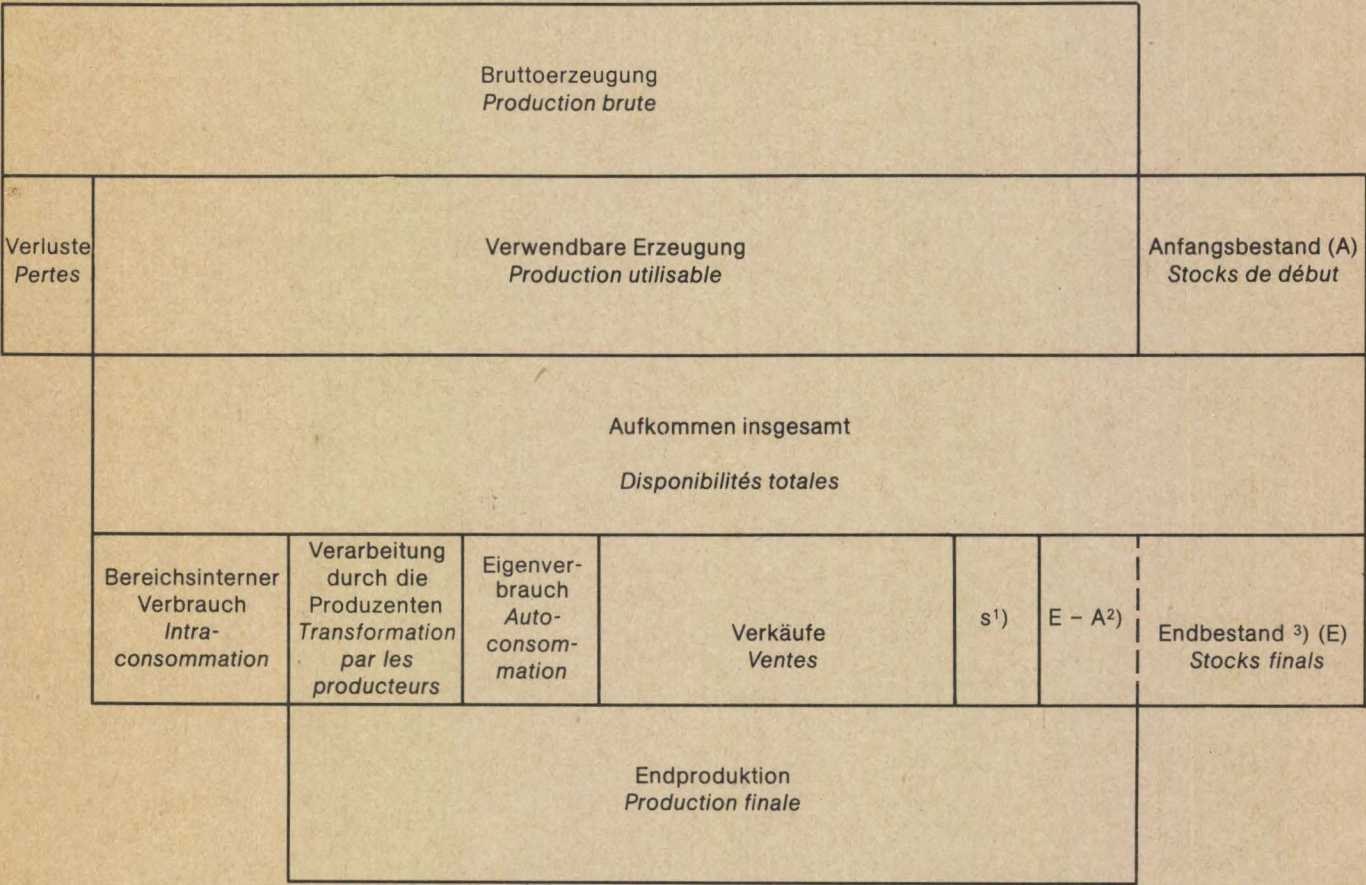 Bruttoerzeugung
Production brute
Verluste
Pertes
Verwendbare Erzeugung
Production utilisable
Anfangsbestand (A)
Stocks de début
Aufkommen insgesamt
Disponibilités totales
Bereichsinterner
Verbrauch
Intra-
consommation
Verarbeitung
durch die
Produzenten
Transformation
par les
producteurs
Eigenver-
brauch
Auto-
consom-
mation
Verkäufe
Ventes
s¹)
E – A²)
Endbestand ³) (E)
Stocks finals
Endproduktion
Production finale